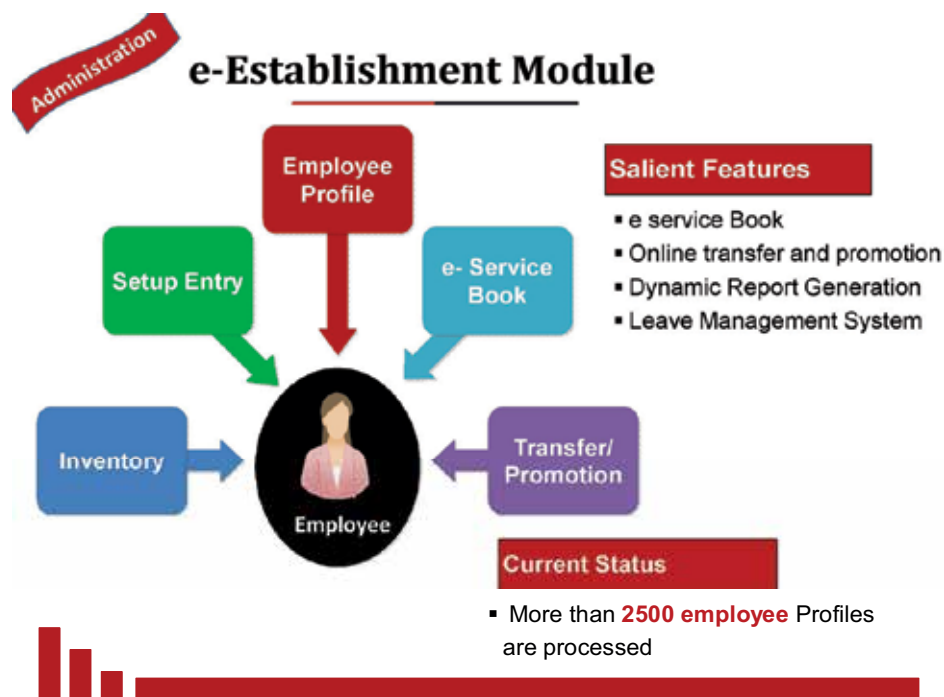 Administration
e-Establishment Module
Employee
Profile
Setup Entry
e- Service
Book
Inventory
Transfer/
Promotion
Employee
Salient Features
▪ e service Book
▪ Online transfer and promotion
▪ Dynamic Report Generation
▪ Leave Management System
Current Status
▪ More than 2500 employee Profiles
are processed